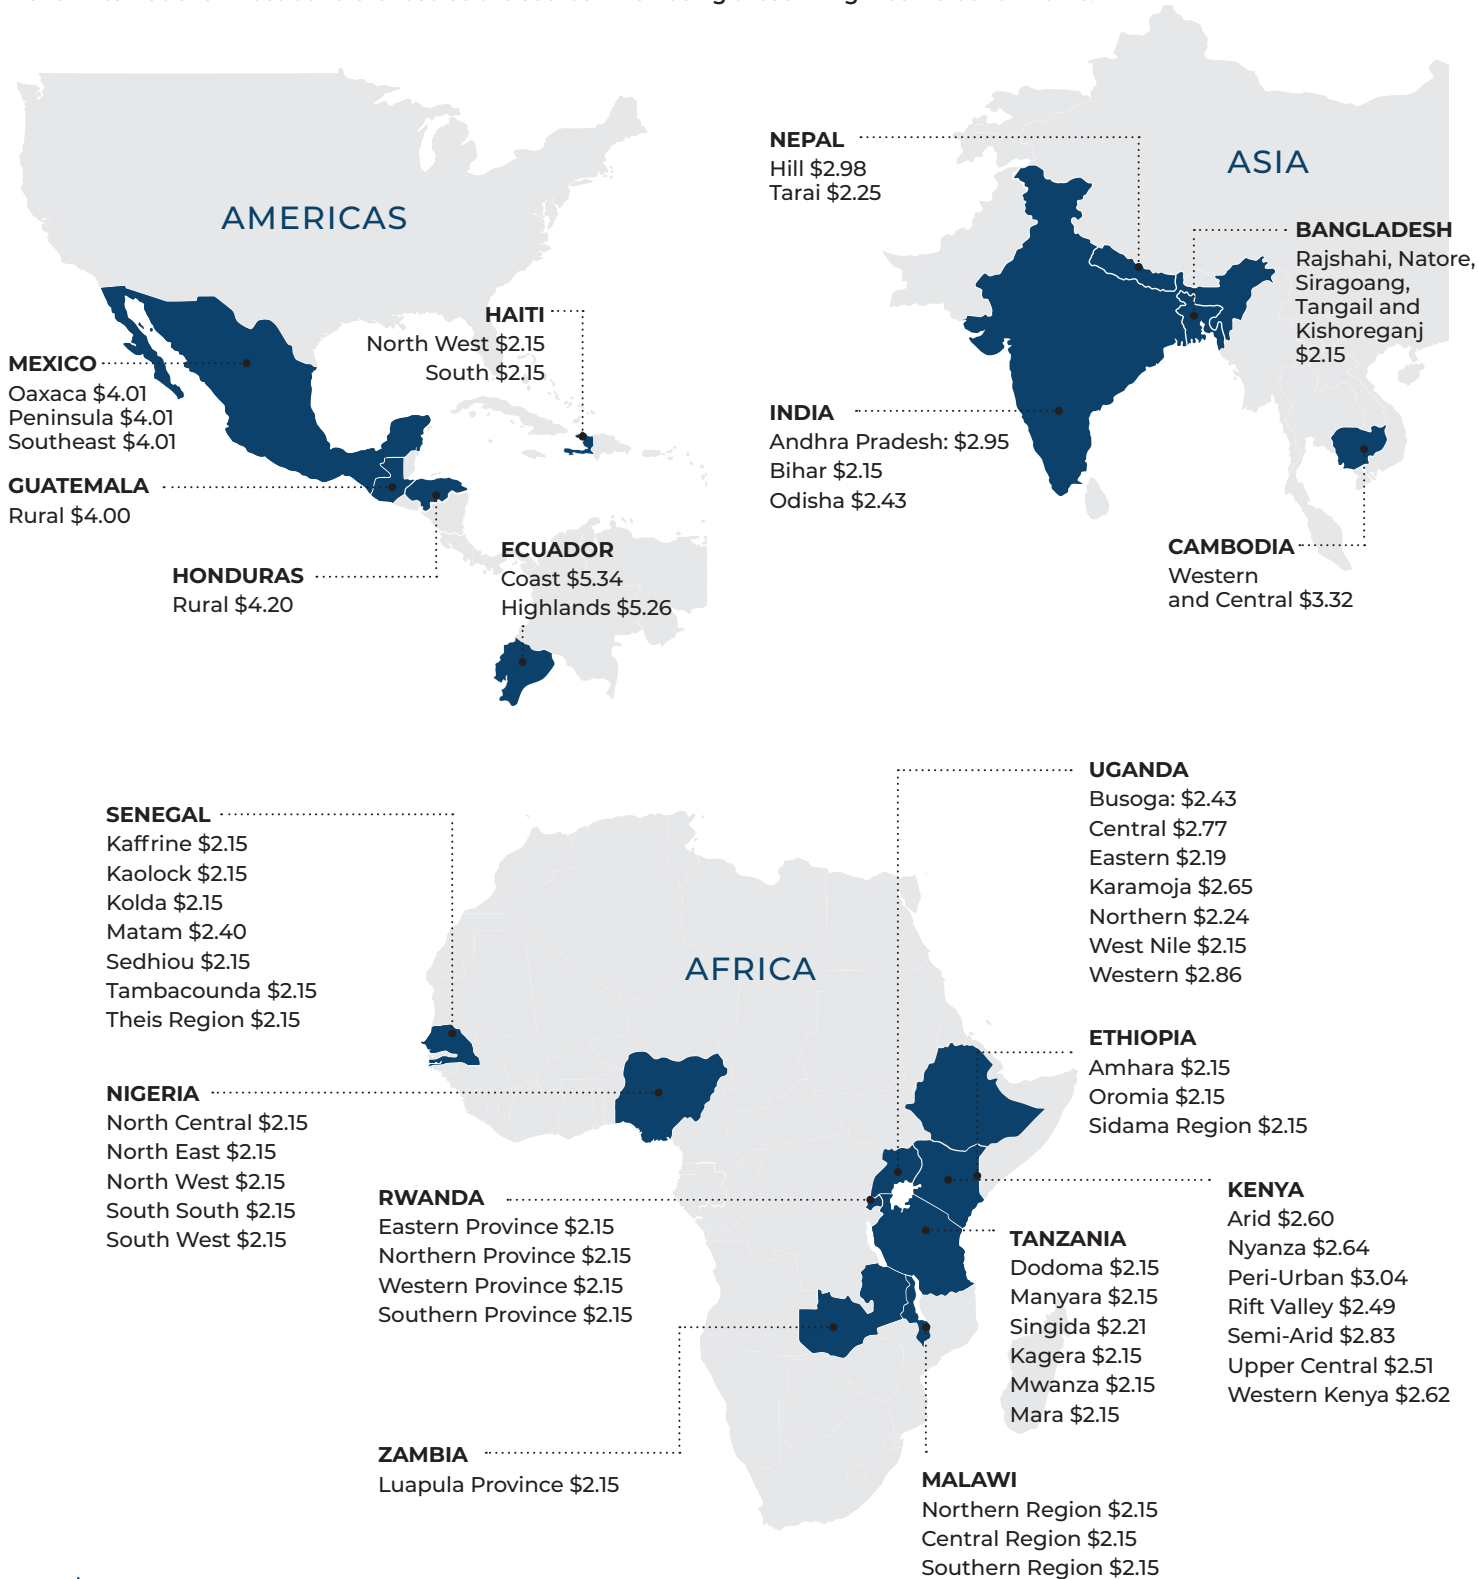 AMERICAS
HAITI
North West $2.15
South $2.15
MEXICO
Oaxaca $4.01
Peninsula $4.01
Southeast $4.01
GUATEMALA
Rural $4.00
HONDURAS
Rural $4.20
ECUADOR
Coast $5.34
Highlands $5.26
ASIA
NEPAL
Hill $2.98
Tarai $2.25
BANGLADESH
Rajshahi, Natore,
Siragoang,
Tangail and
Kishoreganj
$2.15
INDIA
Andhra Pradesh: $2.95
Bihar $2.15
Odisha $2.43
CAMBODIA
Western
and Central $3.32
AFRICA
SENEGAL
Kaffrine $2.15
Kaolock $2.15
Kolda $2.15
Matam $2.40
Sedhiou $2.15
Tambacounda $2.15
Theis Region $2.15
NIGERIA
North Central $2.15
North East $2.15
North West $2.15
South South $2.15
South West $2.15
RWANDA
Eastern Province $2.15
Northern Province $2.15
Western Province $2.15
Southern Province $2.15
ZAMBIA
Luapula Province $2.15
UGANDA
Busoga: $2.43
Central $2.77
Eastern $2.19
Karamoja $2.65
Northern $2.24
West Nile $2.15
Western $2.86
ETHIOPIA
Amhara $2.15
Oromia $2.15
Sidama Region $2.15
KENYA
Arid $2.60
Nyanza $2.64
Peri-Urban $3.04
Rift Valley $2.49
Semi-Arid $2.83
Upper Central $2.51
Western Kenya $2.62
TANZANIA
Dodoma $2.15
Manyara $2.15
Singida $2.21
Kagera $2.15
Mwanza $2.15
Mara $2.15
MALAWI
Northern Region $2.15
Central Region $2.15
Southern Region $2.15